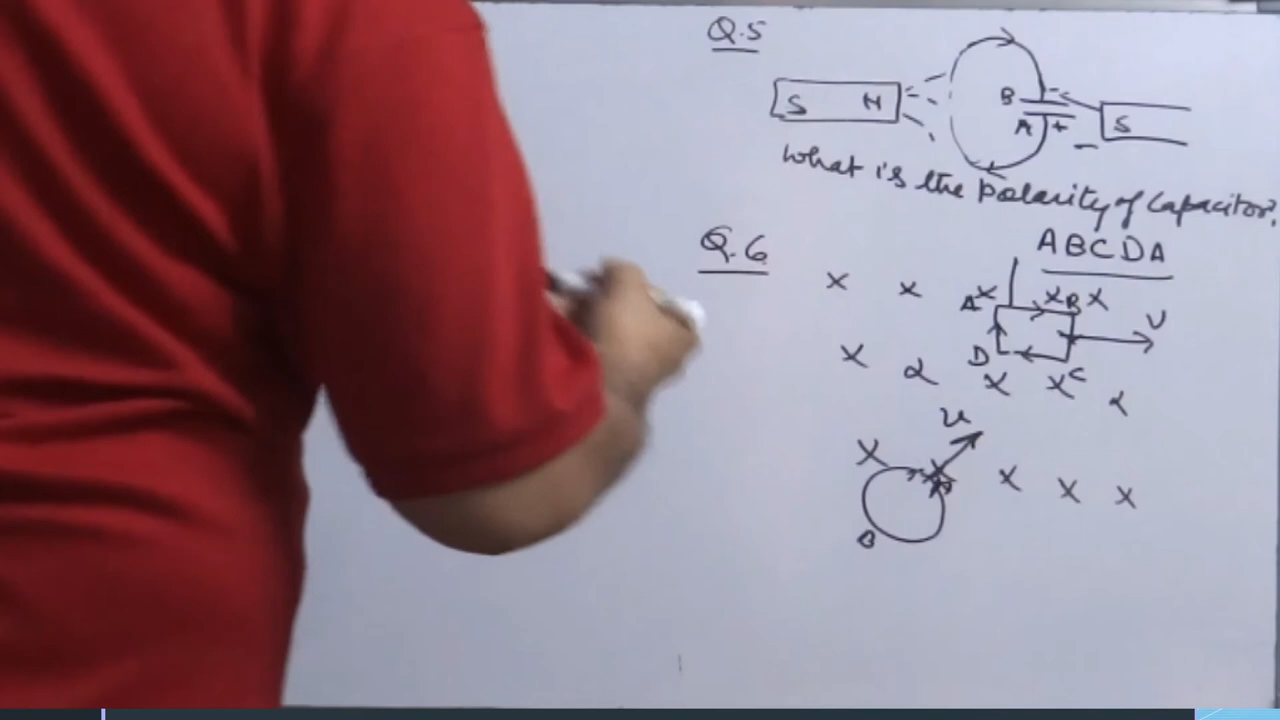 Q.5
S N
B -
A +
S
-
What is the Polarity of Capacitor?
Q.6
ABCDA
x x x x x
A B
v
D C
x x x x x
v
x x x x x
A
B